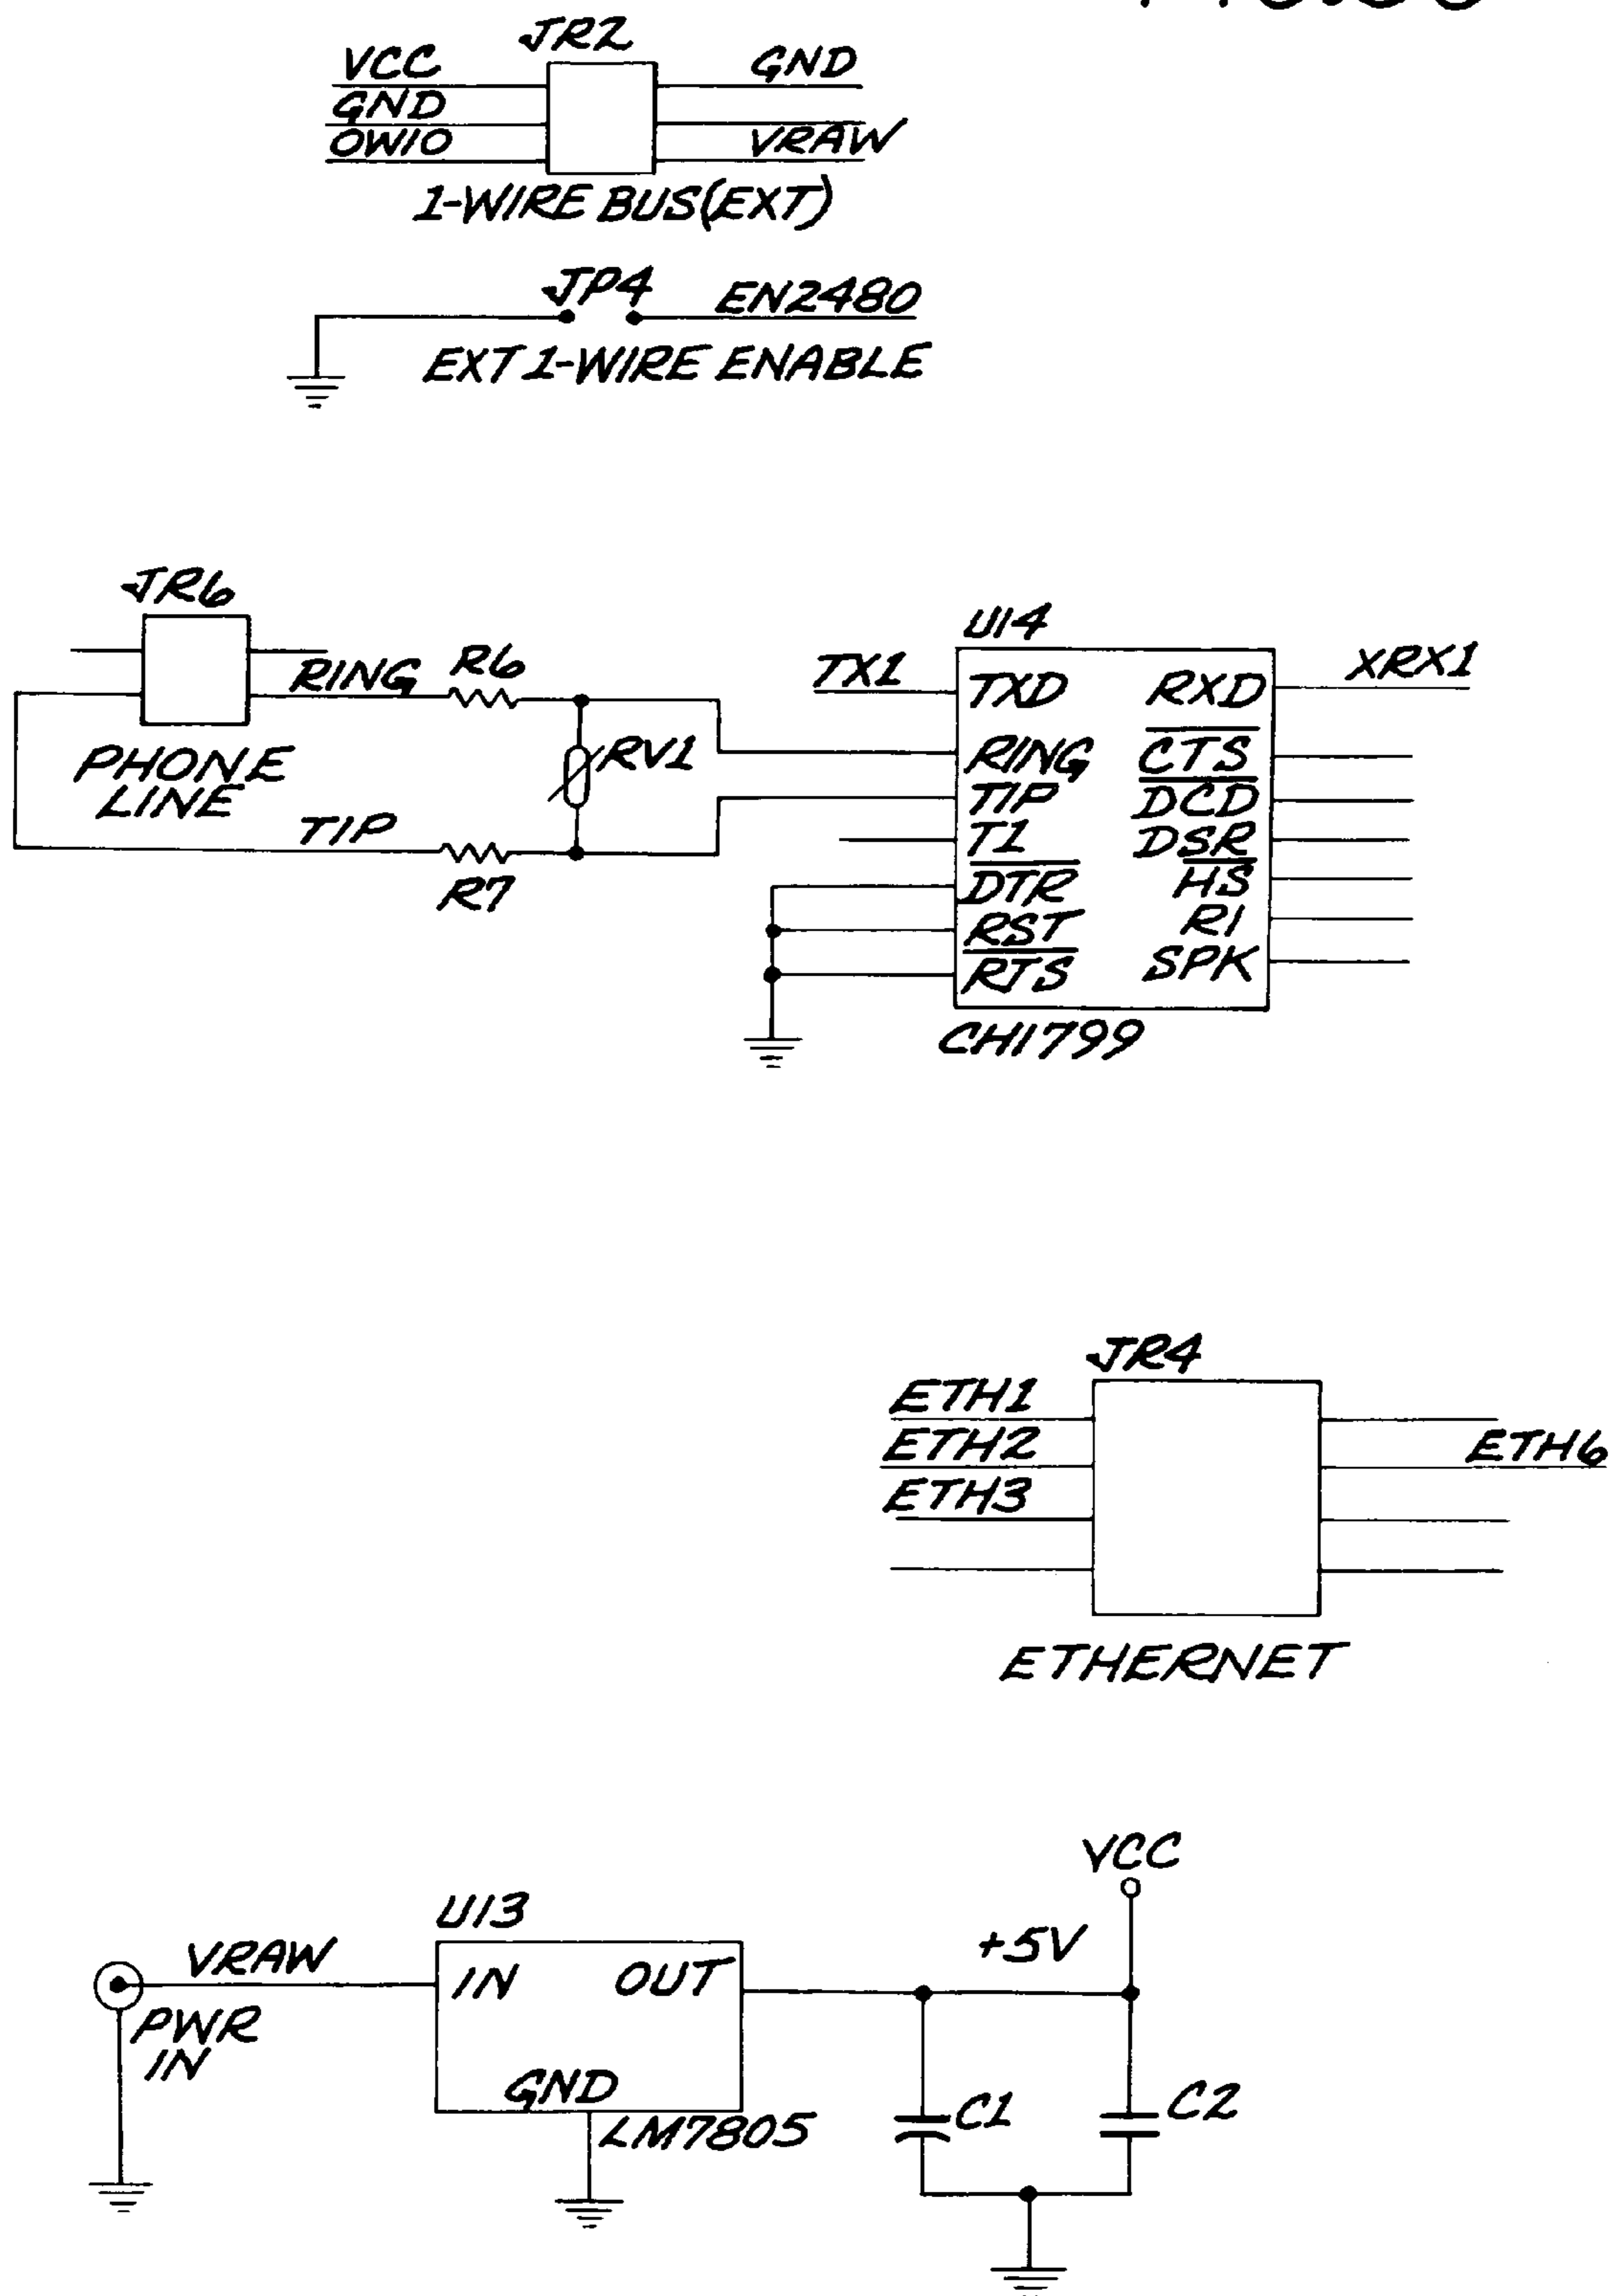 JR2
VCC GND
GND
OWIO VRAW
1-WIRE BUS(EXT)
JP4 EN2480
EXT 1-WIRE ENABLE
JR6
RING R6
PHONE
LINE
RV1
TIP
R7
U14
TX1 TXD RXD XRX1
RING CTS
TIP DCD
T1 DSR
DTR HS
RST RI
RTS SPK
CH1799
JR4
ETH1
ETH2 ETH6
ETH3
ETHERNET
VCC
U13
+5V
VRAW IN OUT
PWR
IN
GND
LM7805
C1 C2